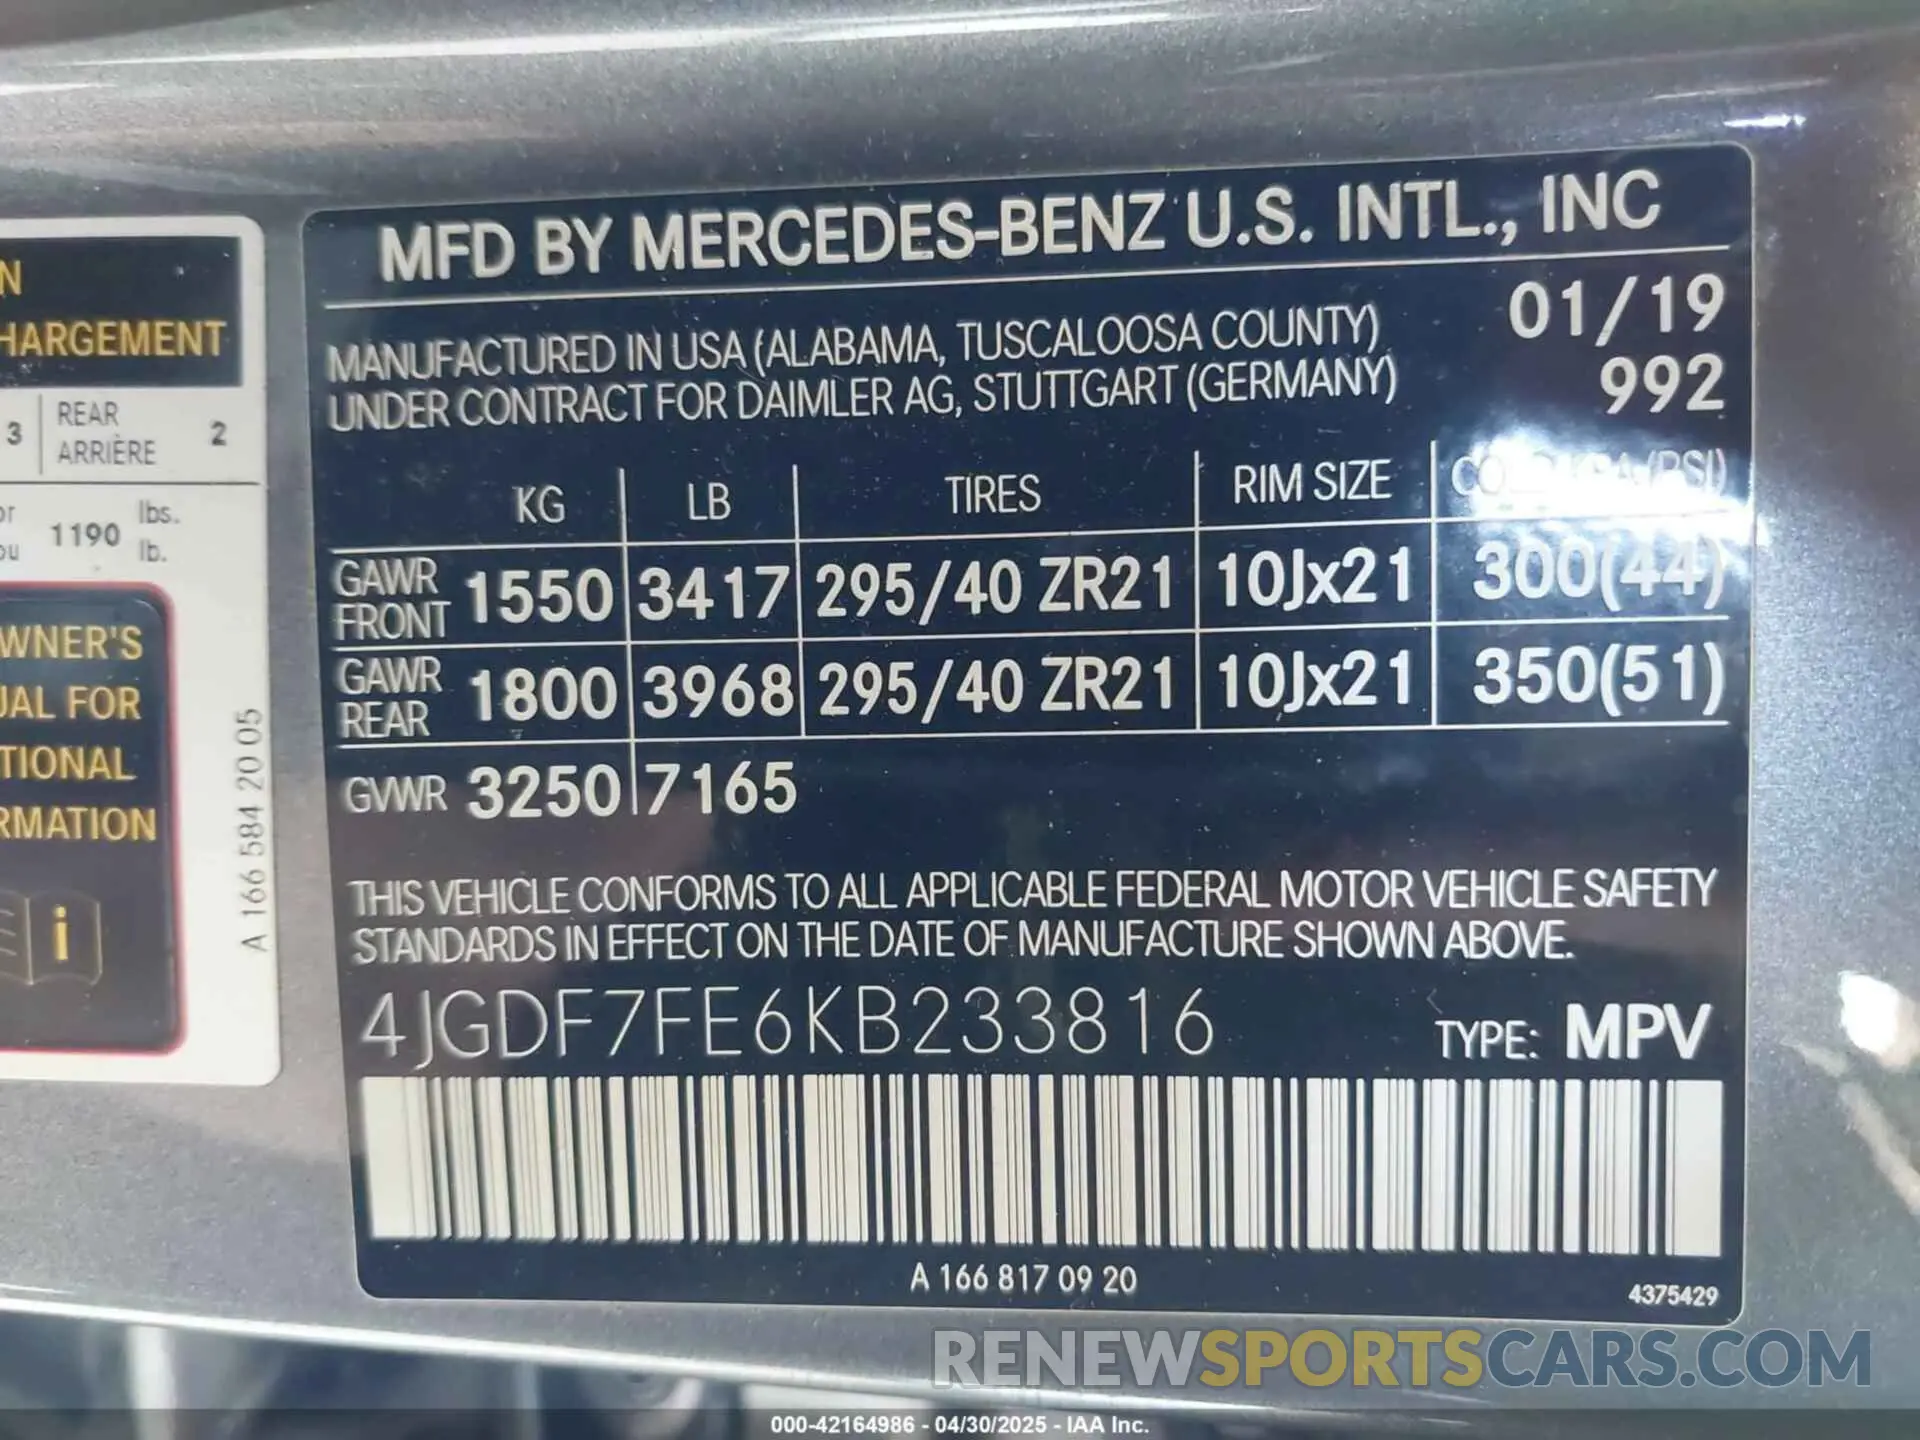 N
HARGEMENT
3 REAR 2
ARRIÈRE
or 1190 lbs.
ou lb.
WNER'S
UAL FOR
TIONAL
RMATION
i
A 166 584 20 05
MFD BY MERCEDES-BENZ U.S. INTL., INC
01/19
MANUFACTURED IN USA (ALABAMA, TUSCALOOSA COUNTY)
UNDER CONTRACT FOR DAIMLER AG, STUTTGART (GERMANY)
992
KG LB TIRES RIM SIZE (PSI)
GAWR FRONT 1550 3417 295/40 ZR21 10Jx21 300(44)
GAWR REAR 1800 3968 295/40 ZR21 10Jx21 350(51)
GVWR 3250 7165
THIS VEHICLE CONFORMS TO ALL APPLICABLE FEDERAL MOTOR VEHICLE SAFETY
STANDARDS IN EFFECT ON THE DATE OF MANUFACTURE SHOWN ABOVE.
4JGDF7FE6KB233816 TYPE: MPV
A 166 817 09 20
4375429
RENEWSPORTSCARS.COM
000-42164986 - 04/30/2025 - IAA Inc.